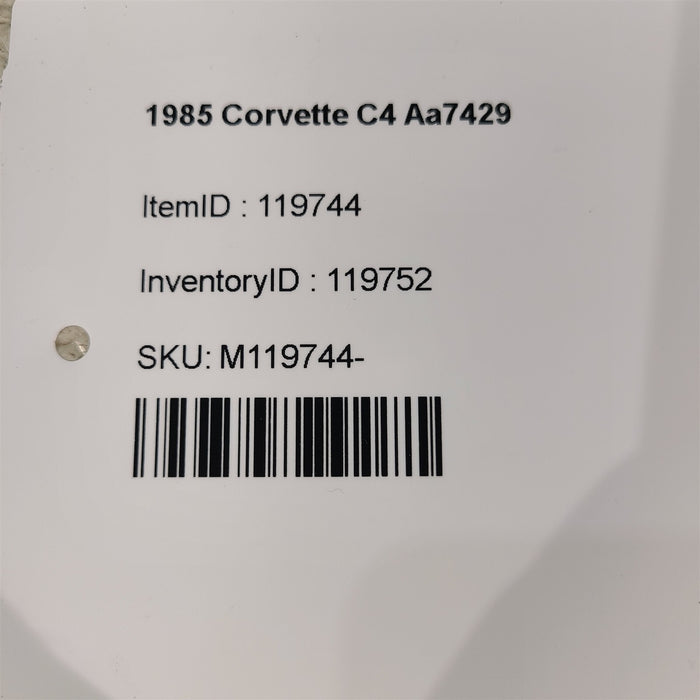 1985 Corvette C4 Aa7429
ItemID : 119744
InventoryID : 119752
SKU: M119744-